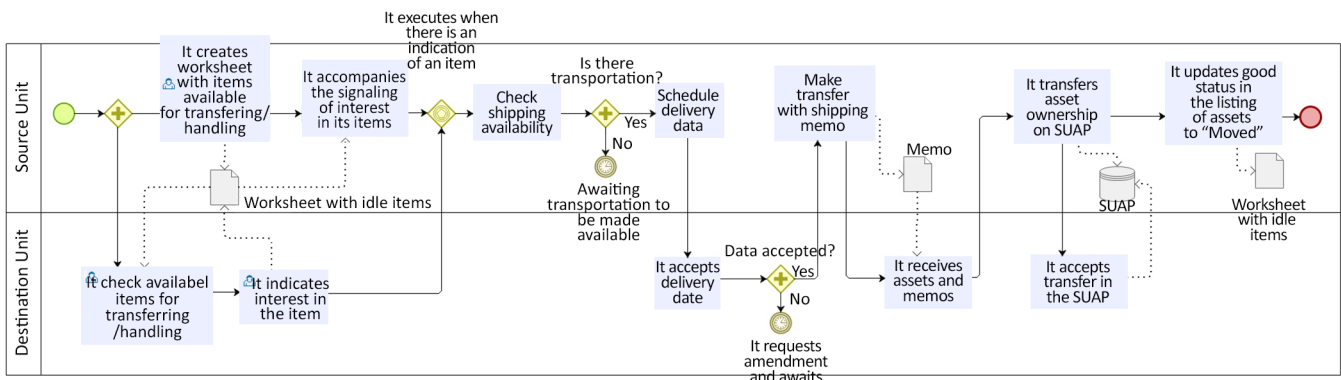 Source Unit
It creates
worksheet
with items
available
for transfering/
handling
It accompanies
the signaling
of interest
in its items
It executes when
there is an
indication
of an item
Check
shipping
availability
Is there
transportation?
Yes
No
Awaiting
transportation to
be made
available
Schedule
delivery
data
Make
transfer
with shipping
memo
Memo
It transfers
asset
ownership
on SUAP
SUAP
It updates good
status in
the listing
of assets
to “Moved”
Worksheet
with idle
items
Worksheet with idle items
Destination Unit
It check availabel
items for
transferring
/handling
It indicates
interest in
the item
It accepts
delivery
date
Data accepted?
Yes
No
It requests
amendment
and awaits
It receives
assets and
memos
It accepts
transfer in
the SUAP